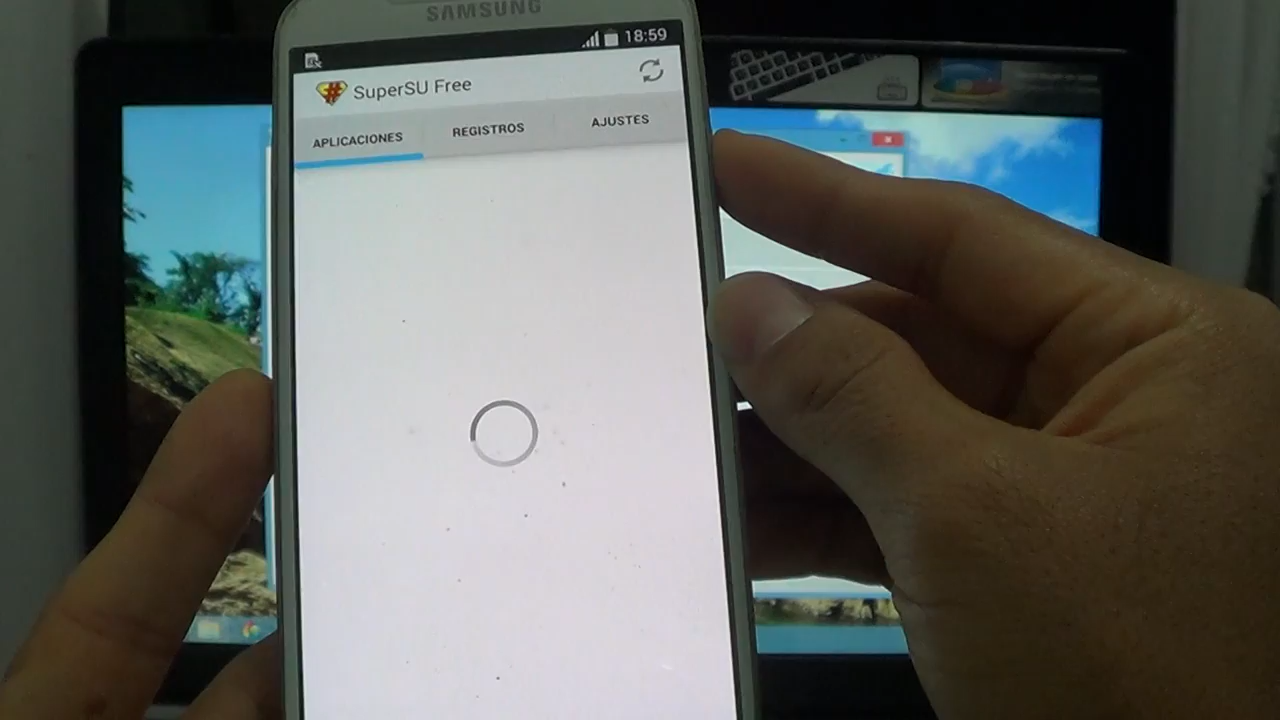 SAMSUNG
18:59
SuperSU Free
APLICACIONES
REGISTROS
AJUSTES